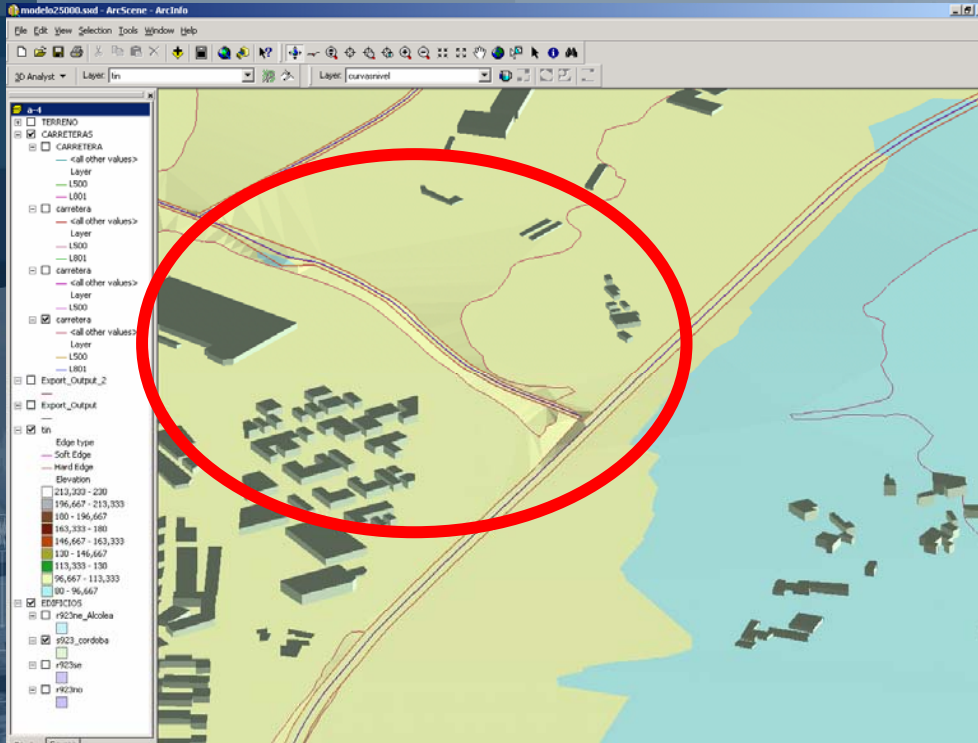 modelo25000.sxd - ArcScene - ArcInfo
File Edit View Selection Tools Window Help
3D Analyst Layer: tin Layer: curvasnivel
a-4
TERRENO
CARRETERAS
CARRETERA
<all other values>
Layer
L500
L801
carretera
<all other values>
Layer
L500
L801
carretera
<all other values>
Layer
L500
carretera
<all other values>
Layer
L500
L801
Export_Output_2
Export_Output
tin
Edge type
Soft Edge
Hard Edge
Elevation
213,333 - 230
196,667 - 213,333
180 - 196,667
163,333 - 180
146,667 - 163,333
130 - 146,667
113,333 - 130
96,667 - 113,333
80 - 96,667
EDIFICIOS
r923ne_Alcolea
s923_cordoba
r923se
r923no